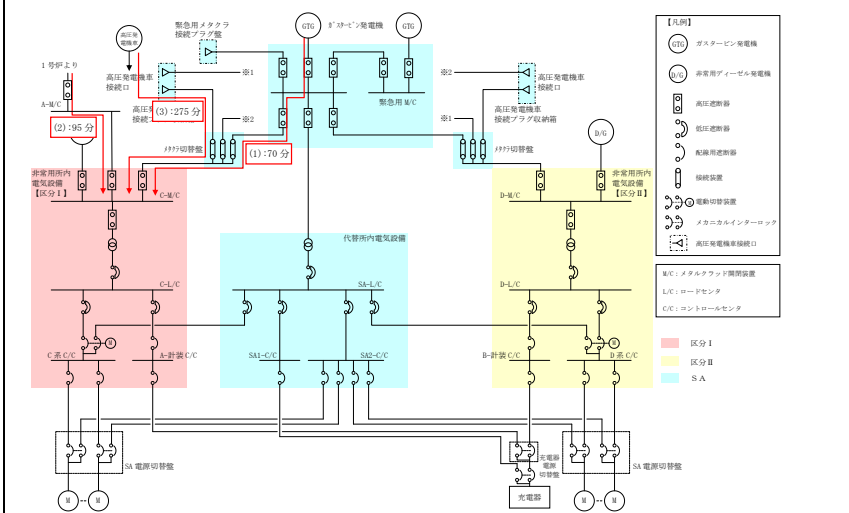 緊急用メタクラ
接続プラグ盤
GTG
ガスタービン発電機
GTG
高圧発
電機車
1号炉より
高圧発電機車
接続口
※1
※2
高圧発電機車
接続口
A-M/C
(3):275 分
緊急用 M/C
高圧発電機車
接続プラグ収納箱
(2):95 分
※2
※1
メタクラ切替盤
(1):70 分
メタクラ切替盤
D/G
非常用所内
電気設備
【区分Ⅰ】
非常用所内
電気設備
【区分Ⅱ】
C-M/C
D-M/C
代替所内電気設備
C-L/C
SA-L/C
D-L/C
M
M
C 系 C/C
A-計装 C/C
SA1-C/C
SA2-C/C
B-計装 C/C
D 系 C/C
SA 電源切替盤
充電器
電源
切替盤
SA 電源切替盤
M
M
充電器
M
M
【凡例】
GTG
ガスタービン発電機
D/G
非常用ディーゼル発電機
高圧遮断器
低圧遮断器
配線用遮断器
接続装置
M
電動切替装置
メカニカルインターロック
高圧発電機車接続口
M/C:メタルクラッド開閉装置
L/C:ロードセンタ
C/C:コントロールセンタ
区分Ⅰ
区分Ⅱ
SA